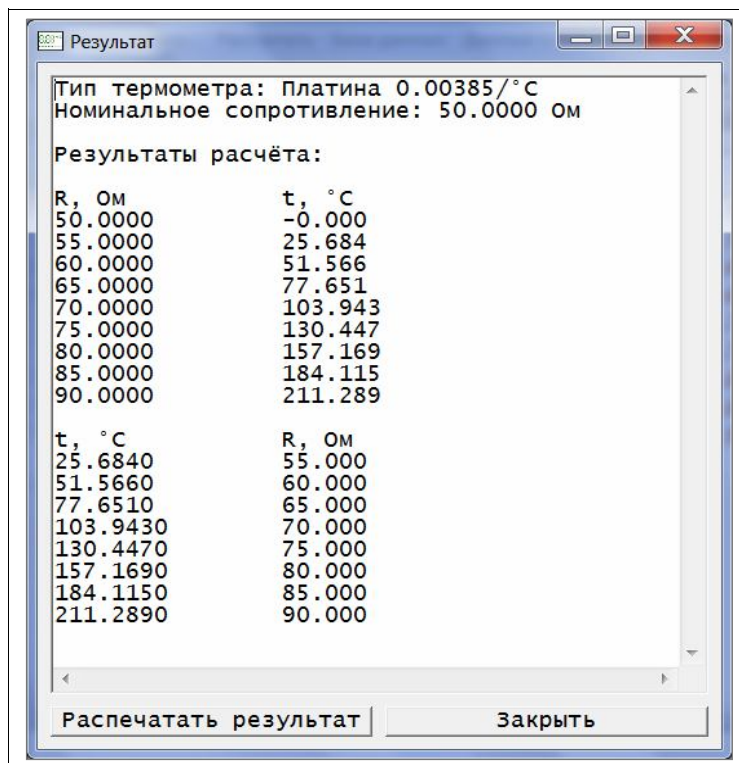 Результат
Тип термометра: Платина 0.00385/°C
Номинальное сопротивление: 50.0000 Ом
Результаты расчёта:
R, Ом t, °C
50.0000 -0.000
55.0000 25.684
60.0000 51.566
65.0000 77.651
70.0000 103.943
75.0000 130.447
80.0000 157.169
85.0000 184.115
90.0000 211.289
t, °C R, Ом
25.6840 55.000
51.5660 60.000
77.6510 65.000
103.9430 70.000
130.4470 75.000
157.1690 80.000
184.1150 85.000
211.2890 90.000
Распечатать результат Закрыть